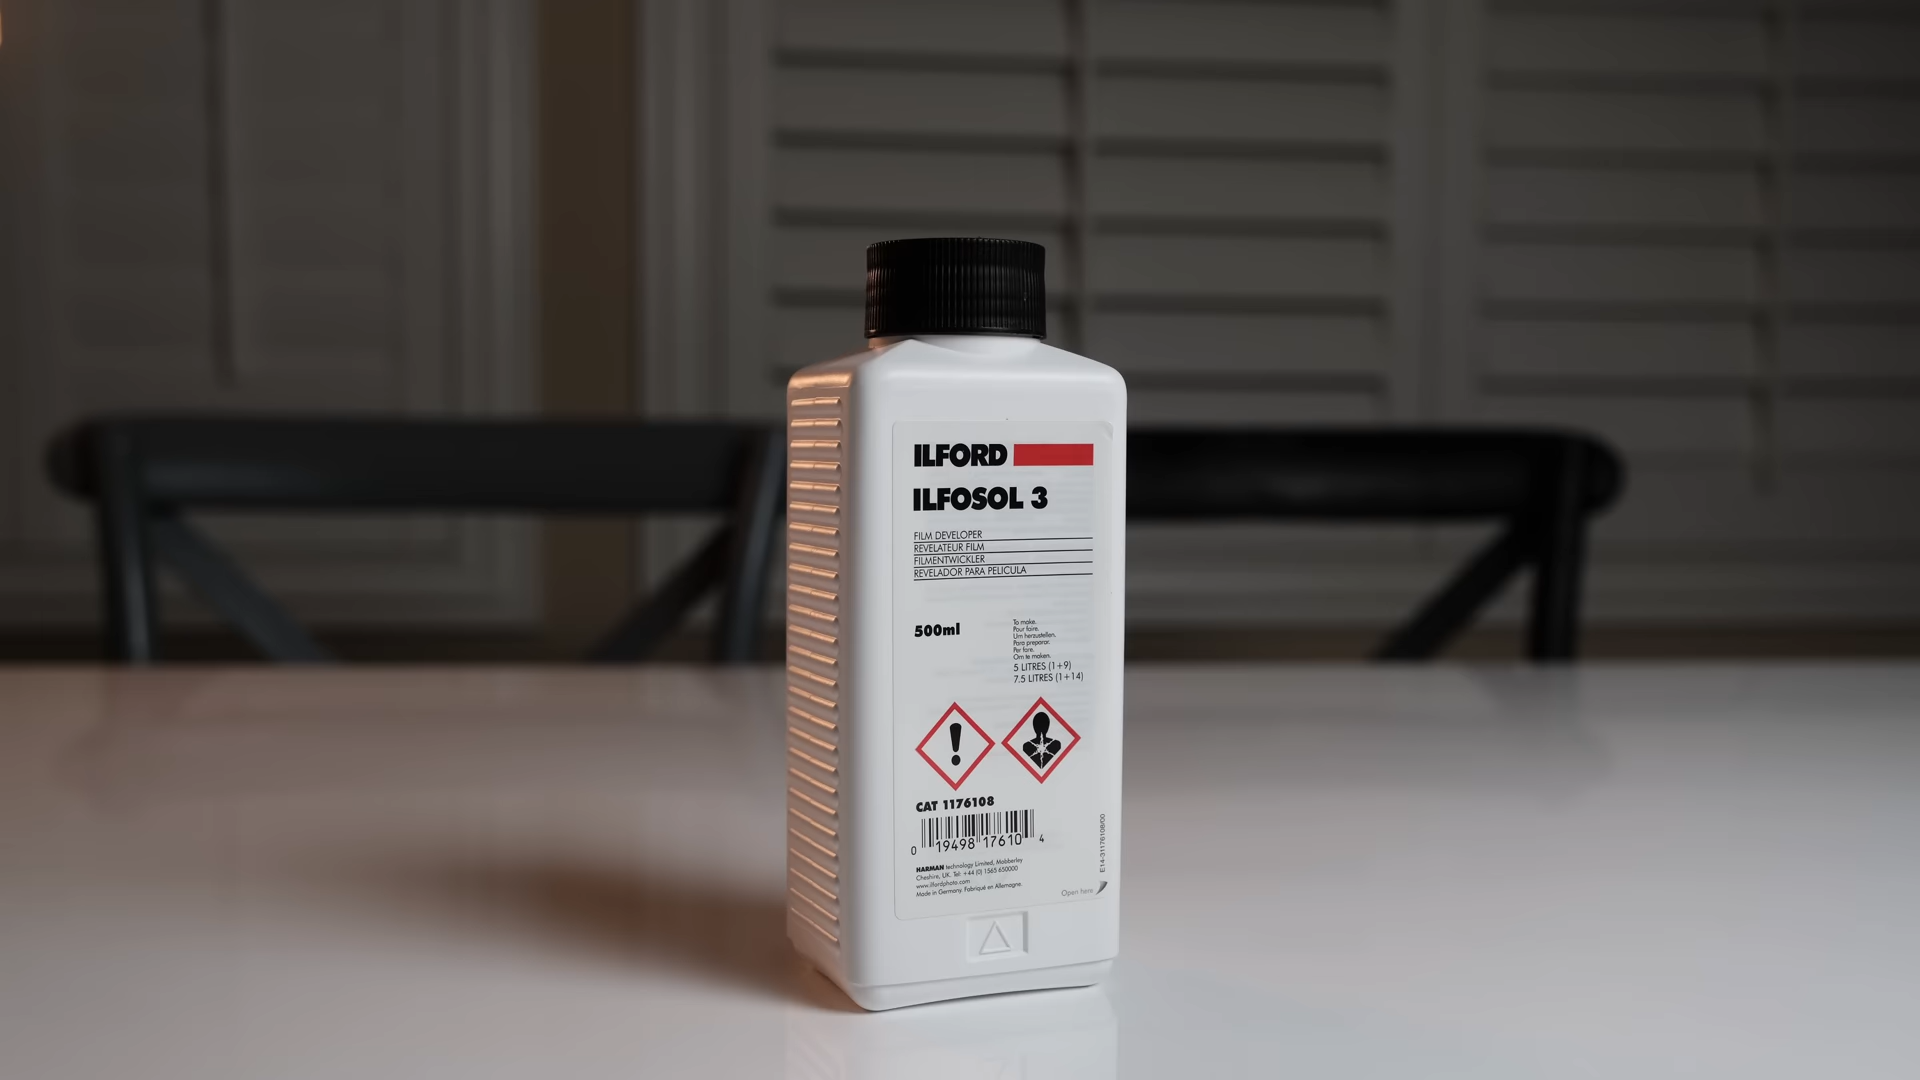 ILFORD
ILFOSOL 3
FILM DEVELOPER
REVELATEUR FILM
FILMENTWICKLER
REVELADOR PARA PELICULA
500ml
To make.
Pour faire.
Um herzustellen.
Para preparar.
Per fare.
Om te maken.
5 LITRES (1+9)
7.5 LITRES (1+14)
CAT 1176108
0 19498 17610 4
HARMAN technology Limited, Mobberley
Cheshire, UK. Tel: +44 (0) 1565 650000
www.ilfordphoto.com
Made in Germany. Fabriqué en Allemagne.
Open here
E14-31176108/00